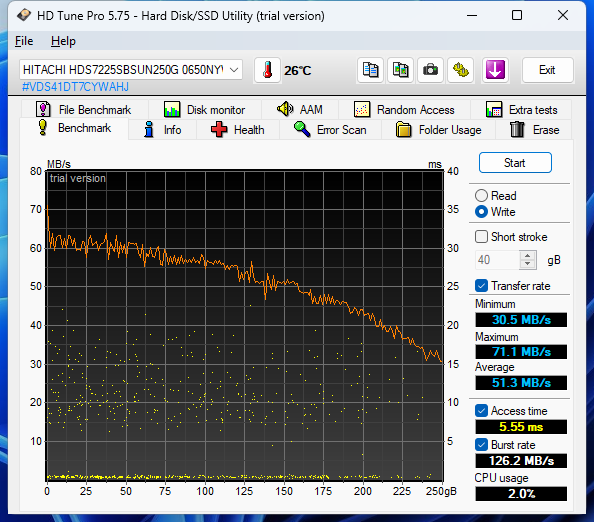 HD Tune Pro 5.75 - Hard Disk/SSD Utility (trial version)
File Help
HITACHI HDS7225SBSUN250G 0650NY
26°C
Exit
#VDS41DT7CYWAHJ
File Benchmark Disk monitor AAM Random Access Extra tests
Benchmark Info Health Error Scan Folder Usage Erase
MB/s ms
trial version
80 40
70 35
60 30
50 25
40 20
30 15
20 10
10 5
0 25 50 75 100 125 150 175 200 225 250gB
Start
Read
Write
Short stroke
40 gB
Transfer rate
Minimum
30.5 MB/s
Maximum
71.1 MB/s
Average
51.3 MB/s
Access time
5.55 ms
Burst rate
126.2 MB/s
CPU usage
2.0%